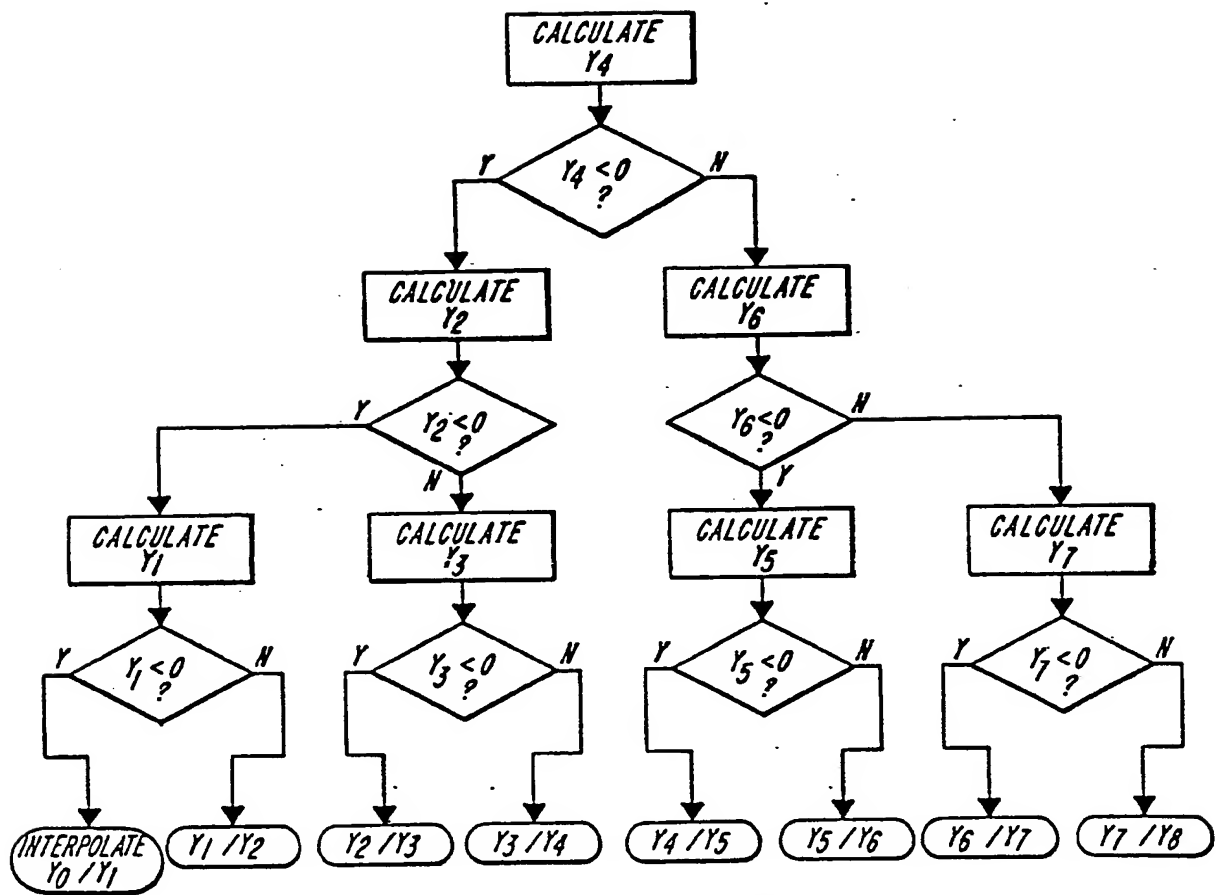 CALCULATE
Y4
Y4 <0
?
Y
N
CALCULATE
Y2
CALCULATE
Y6
Y
Y2 <0
?
N
Y6 <0
?
N
Y
CALCULATE
Y1
CALCULATE
Y3
CALCULATE
Y5
CALCULATE
Y7
Y
Y1 <0
?
N
Y
Y3 <0
?
N
Y
Y5 <0
?
N
Y
Y7 <0
?
N
INTERPOLATE
Y0 / Y1
Y1 / Y2
Y2 / Y3
Y3 / Y4
Y4 / Y5
Y5 / Y6
Y6 / Y7
Y7 / Y8